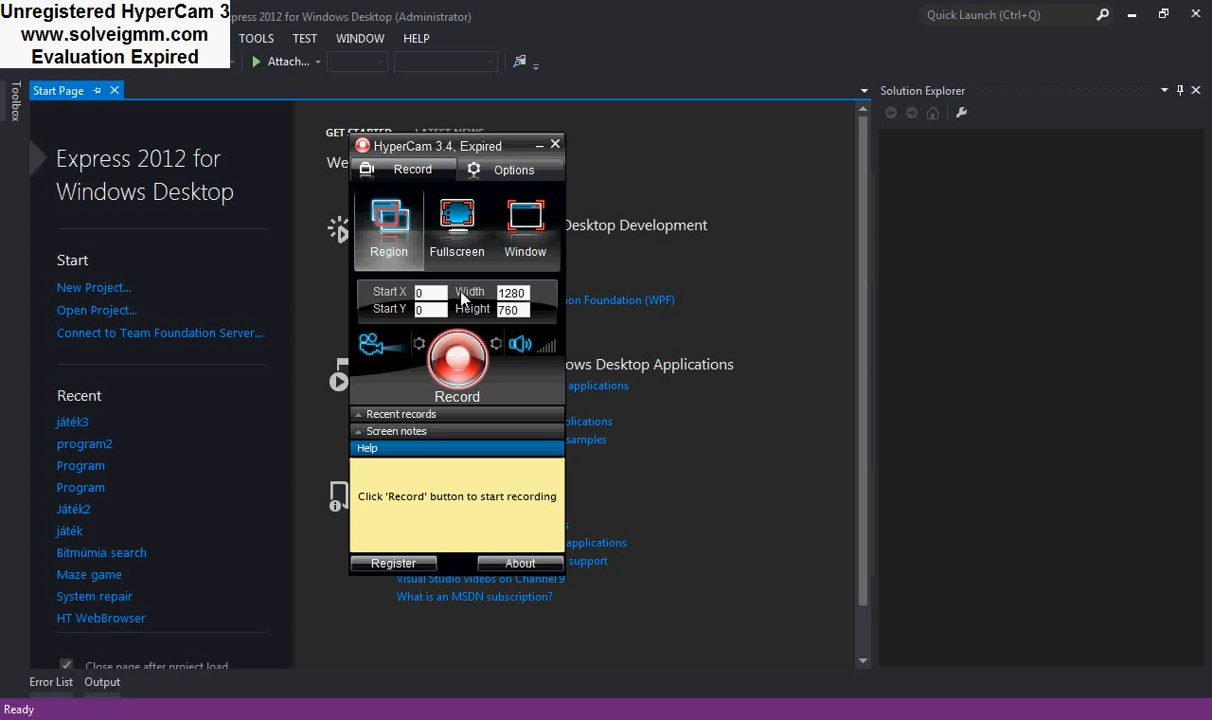 Unregistered HyperCam 3
www.solveigmm.com
Evaluation Expired
press 2012 for Windows Desktop (Administrator)
Quick Launch (Ctrl+Q)
TOOLS TEST WINDOW HELP
Attach...
Toolbox
Start Page
Solution Explorer
Express 2012 for
Windows Desktop
Start
New Project...
Open Project...
Connect to Team Foundation Server...
Recent
játék3
program2
Program
Program
Játék2
játék
Bitmúmia search
Maze game
System repair
HT WebBrowser
Close page after project load
GET STARTED LATEST NEWS
We
HyperCam 3.4, Expired
Record Options
Region Fullscreen Window
Start X 0 Width 1280
Start Y 0 Height 760
Record
Recent records
Screen notes
Help
Click 'Record' button to start recording
Register About
Desktop Development
on Foundation (WPF)
ows Desktop Applications
applications
plications
samples
applications
support
Visual Studio videos on Channel 9
What is an MSDN subscription?
Error List Output
Ready